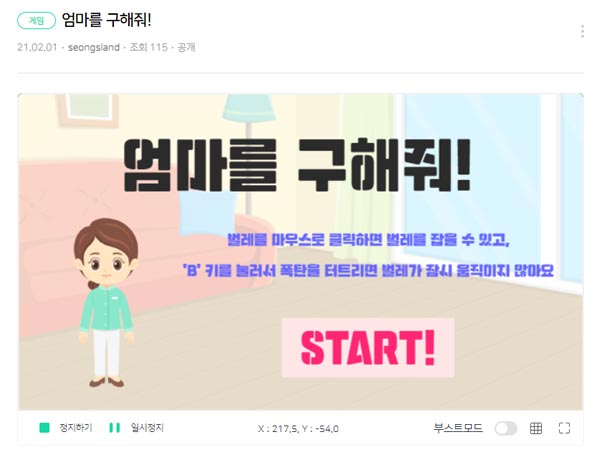 게임 엄마를 구해줘!
21.02.01 · seongsland · 조회 115 · 공개
엄마를 구해줘!
벌레를 마우스로 클릭하면 벌레를 잡을 수 있고,
'B' 키를 눌러서 폭탄을 터트리면 벌레가 잠시 움직이지 않아요
START!
정지하기 일시정지 X : 217.5, Y : -54.0 부스트모드